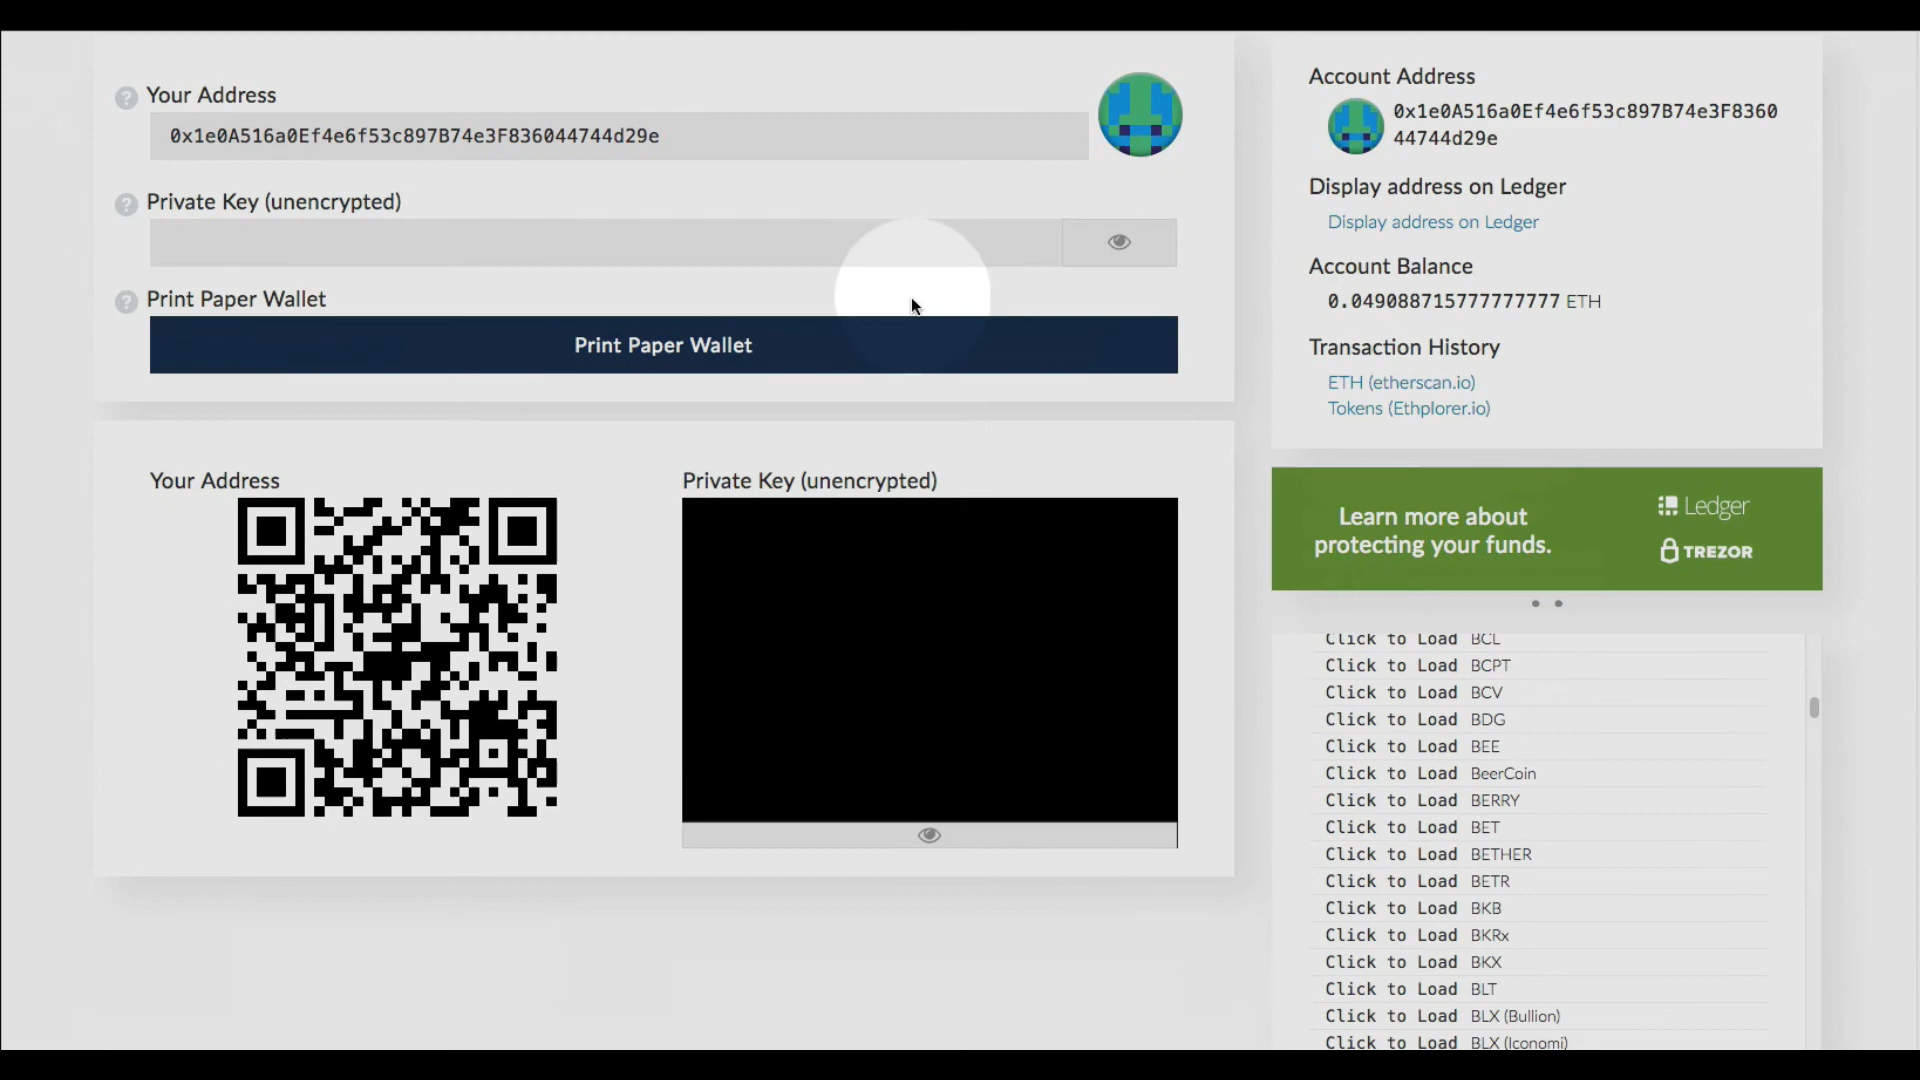 Your Address
0x1e0A516a0Ef4e6f53c897B74e3F836044744d29e
Private Key (unencrypted)
Print Paper Wallet
Print Paper Wallet
Your Address
Private Key (unencrypted)
Account Address
0x1e0A516a0Ef4e6f53c897B74e3F8360
44744d29e
Display address on Ledger
Display address on Ledger
Account Balance
0.049088715777777777 ETH
Transaction History
ETH (etherscan.io)
Tokens (Ethplorer.io)
Learn more about
protecting your funds.
Ledger
TREZOR
Click to Load BCL
Click to Load BCPT
Click to Load BCV
Click to Load BDG
Click to Load BEE
Click to Load BeerCoin
Click to Load BERRY
Click to Load BET
Click to Load BETHER
Click to Load BETR
Click to Load BKB
Click to Load BKRx
Click to Load BKX
Click to Load BLT
Click to Load BLX (Bullion)
Click to Load BLX (Iconomi)